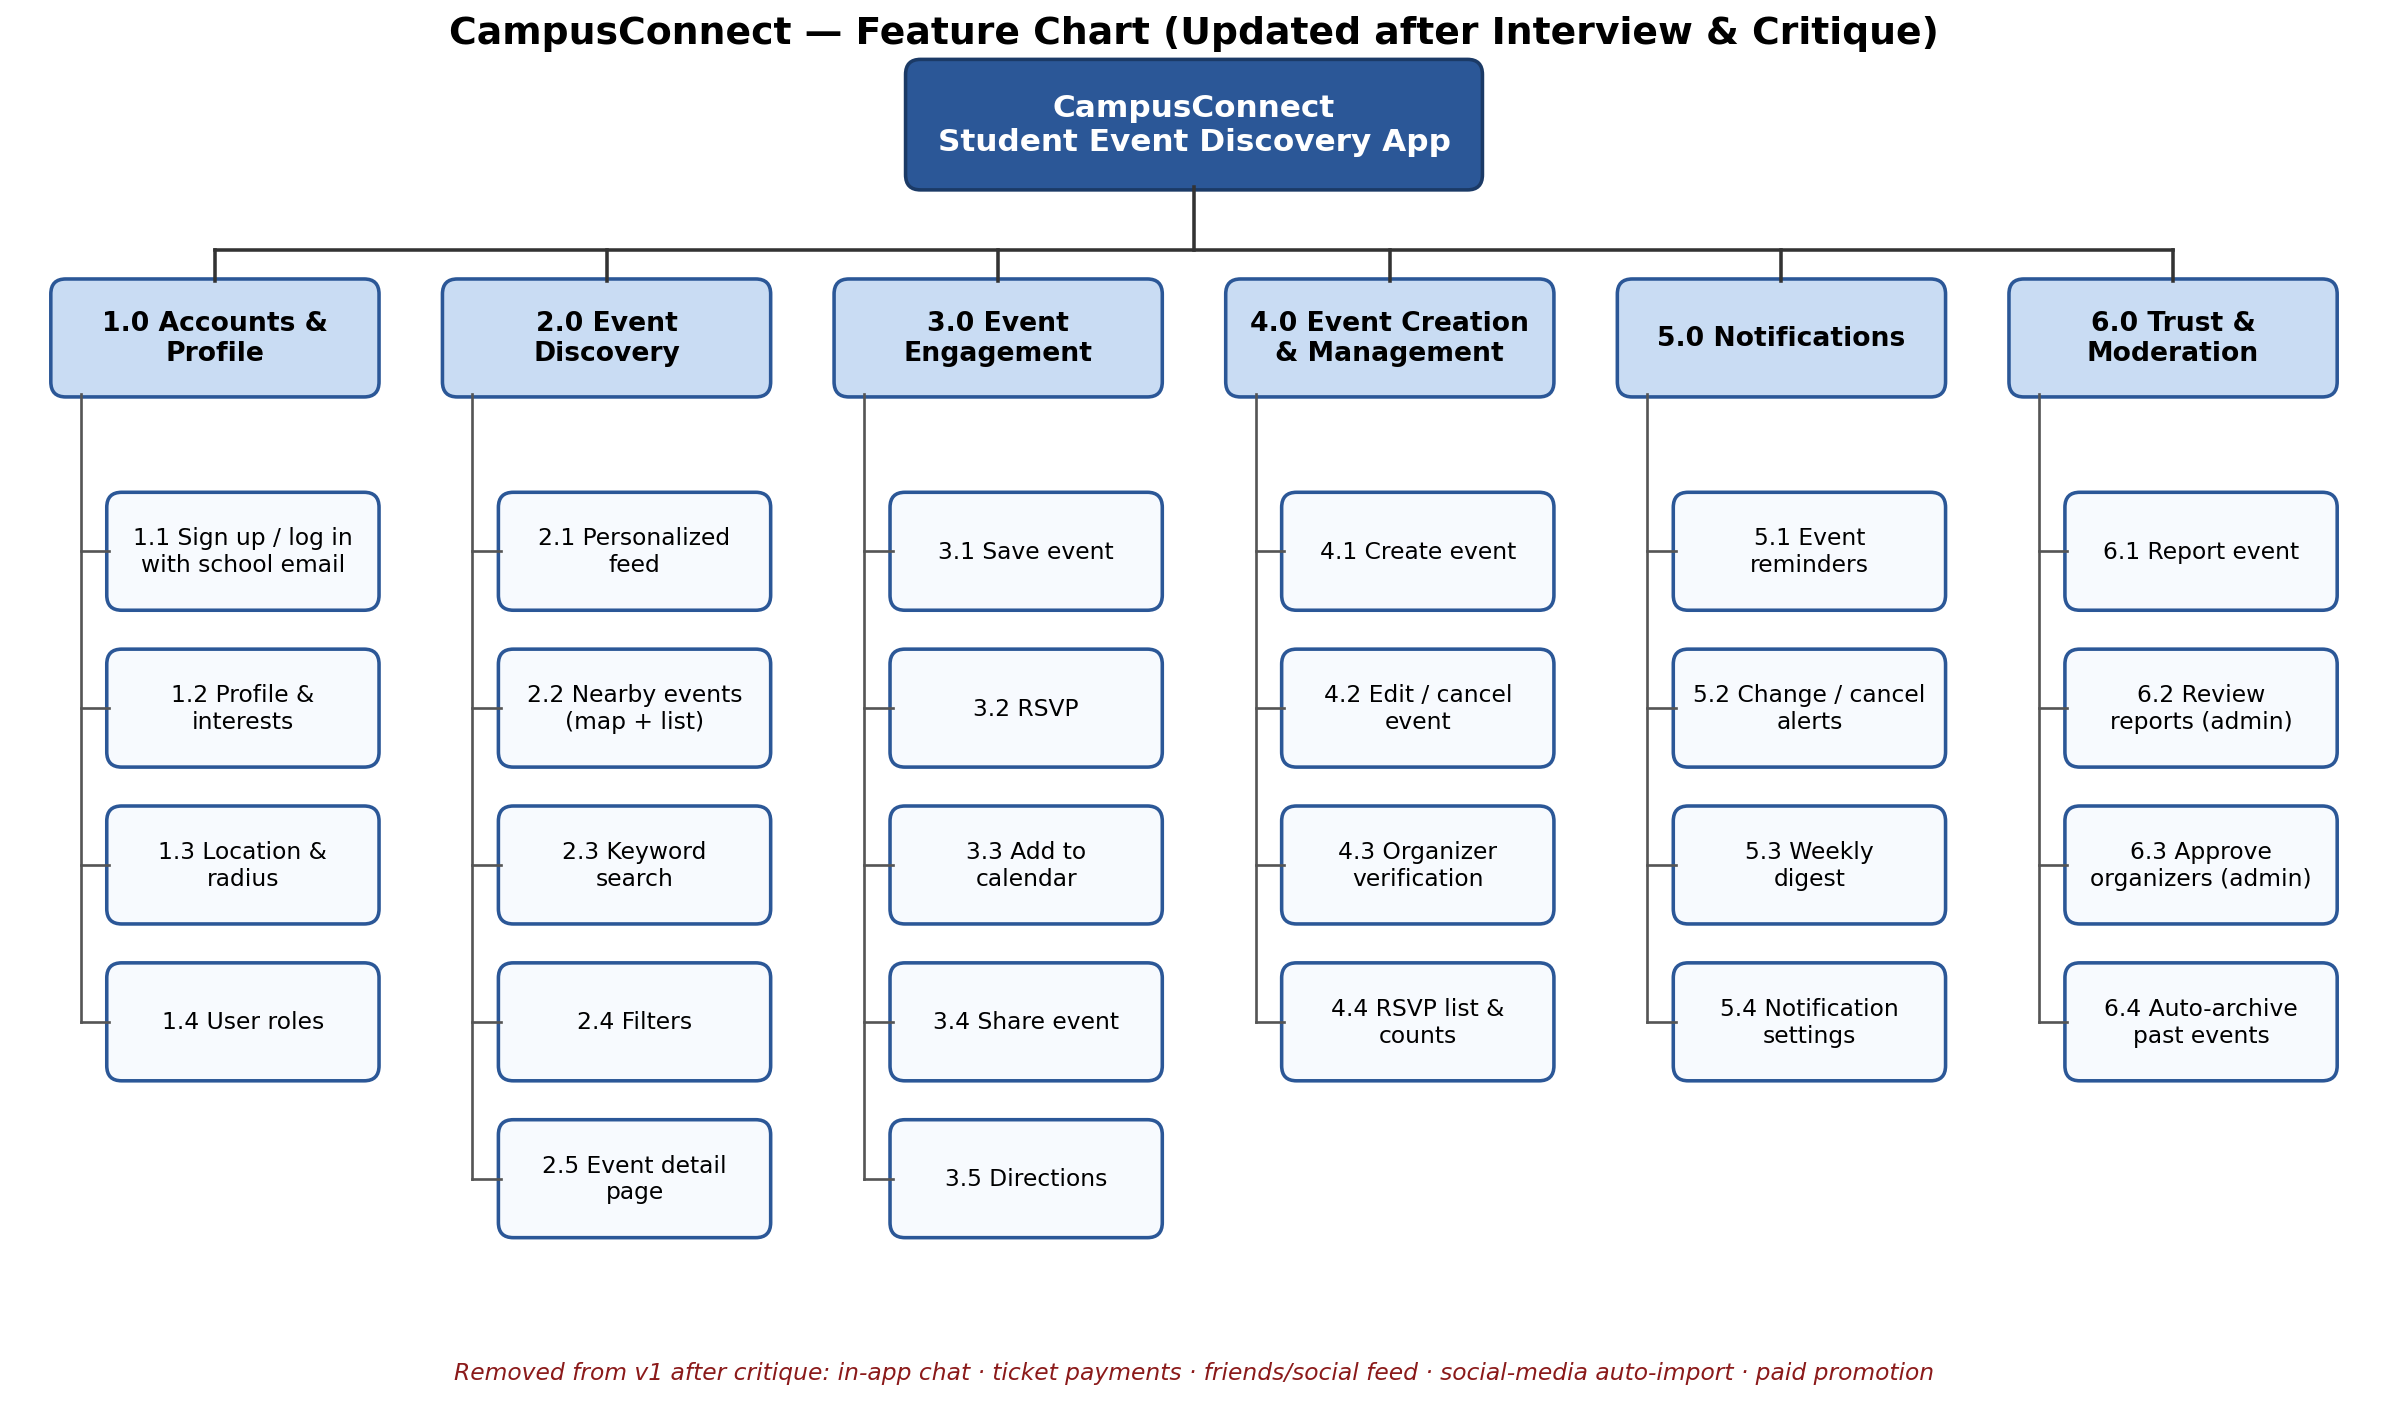 CampusConnect — Feature Chart (Updated after Interview & Critique)
CampusConnect
Student Event Discovery App
1.0 Accounts &
Profile
1.1 Sign up / log in
with school email
1.2 Profile &
interests
1.3 Location &
radius
1.4 User roles
2.0 Event
Discovery
2.1 Personalized
feed
2.2 Nearby events
(map + list)
2.3 Keyword
search
2.4 Filters
2.5 Event detail
page
3.0 Event
Engagement
3.1 Save event
3.2 RSVP
3.3 Add to
calendar
3.4 Share event
3.5 Directions
4.0 Event Creation
& Management
4.1 Create event
4.2 Edit / cancel
event
4.3 Organizer
verification
4.4 RSVP list &
counts
5.0 Notifications
5.1 Event
reminders
5.2 Change / cancel
alerts
5.3 Weekly
digest
5.4 Notification
settings
6.0 Trust &
Moderation
6.1 Report event
6.2 Review
reports (admin)
6.3 Approve
organizers (admin)
6.4 Auto-archive
past events
Removed from v1 after critique: in-app chat · ticket payments · friends/social feed · social-media auto-import · paid promotion